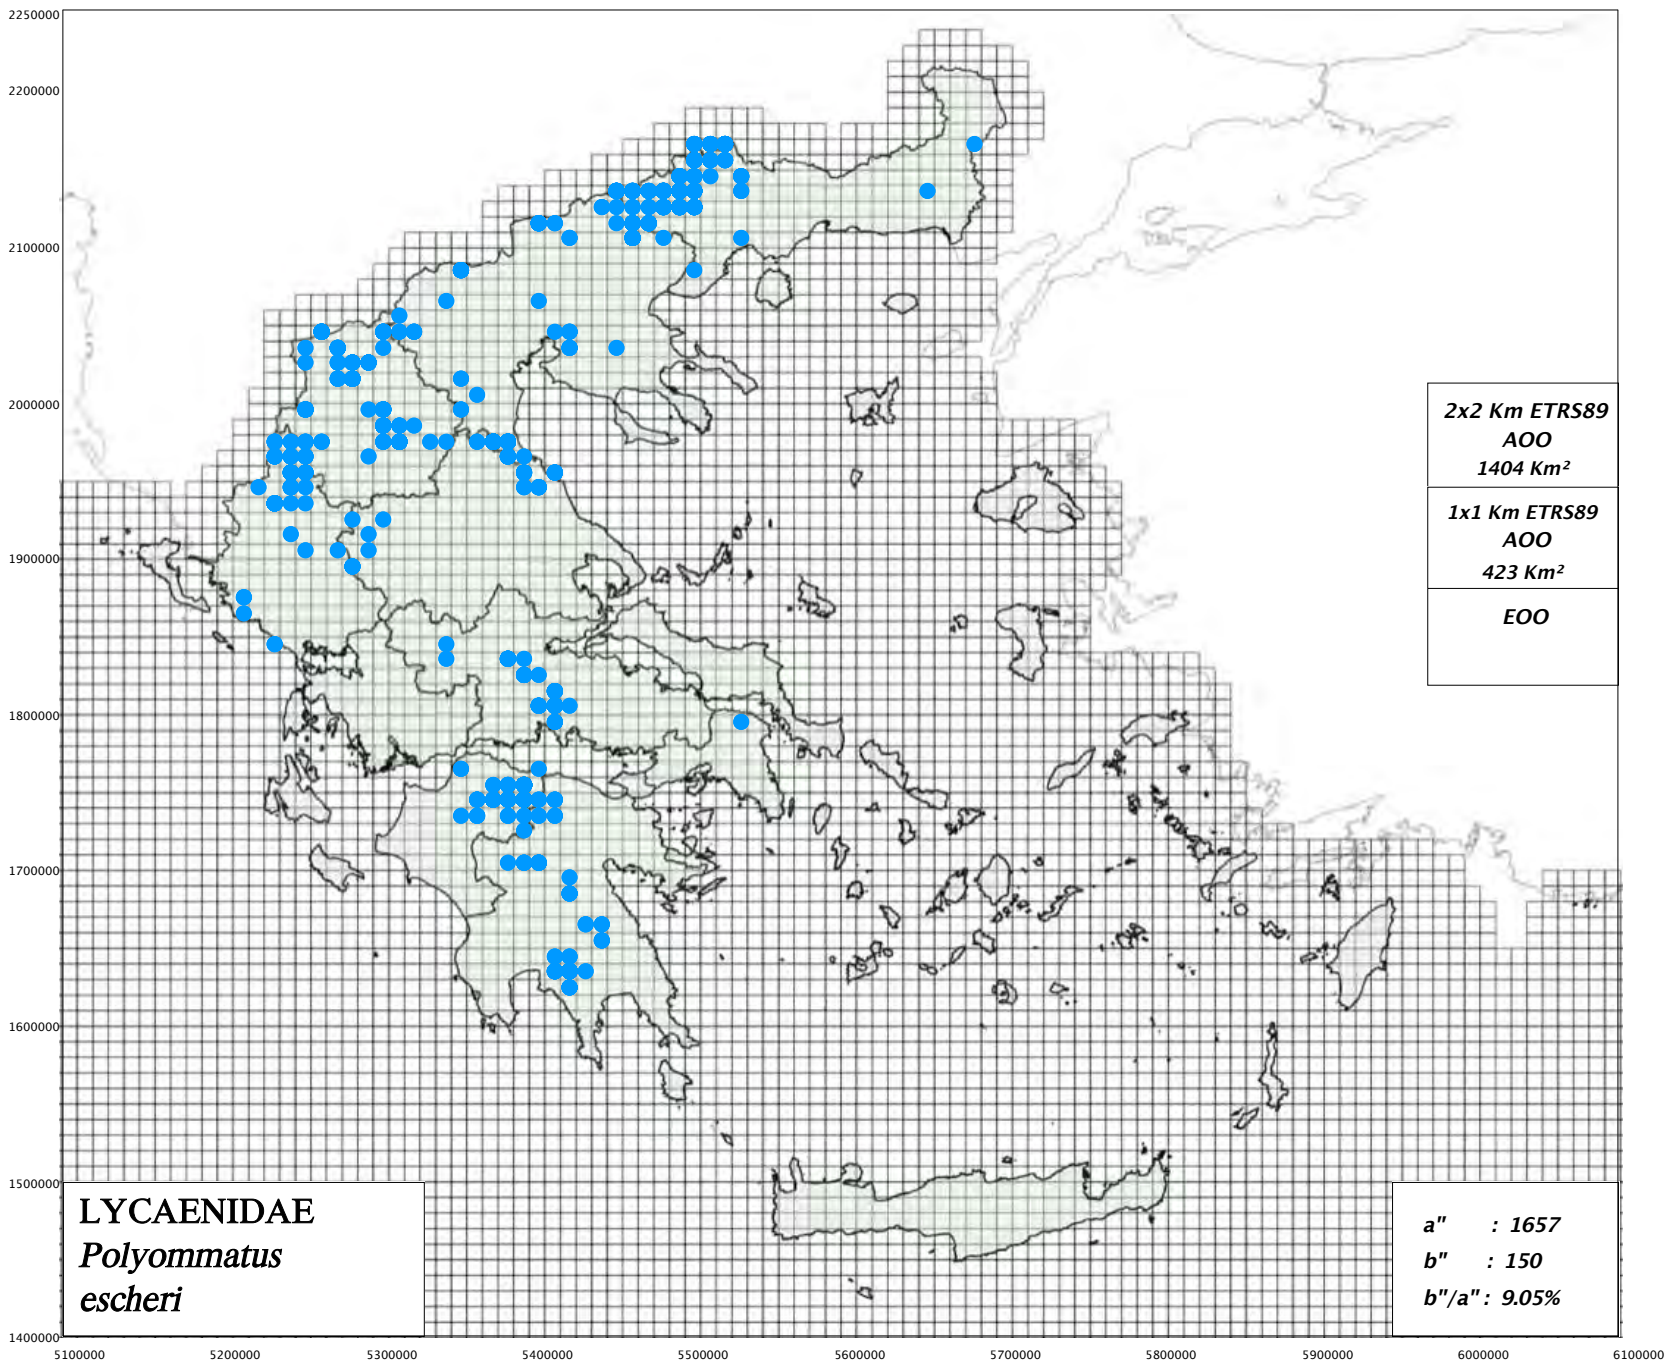 2250000
2200000
2100000
2000000
1900000
1800000
1700000
1600000
1500000
1400000
5100000 5200000 5300000 5400000 5500000 5600000 5700000 5800000 5900000 6000000 6100000
2x2 Km ETRS89
AOO
1404 Km²
1x1 Km ETRS89
AOO
423 Km²
EOO
LYCAENIDAE
Polyommatus
escheri
a" : 1657
b" : 150
b"/a" : 9.05%